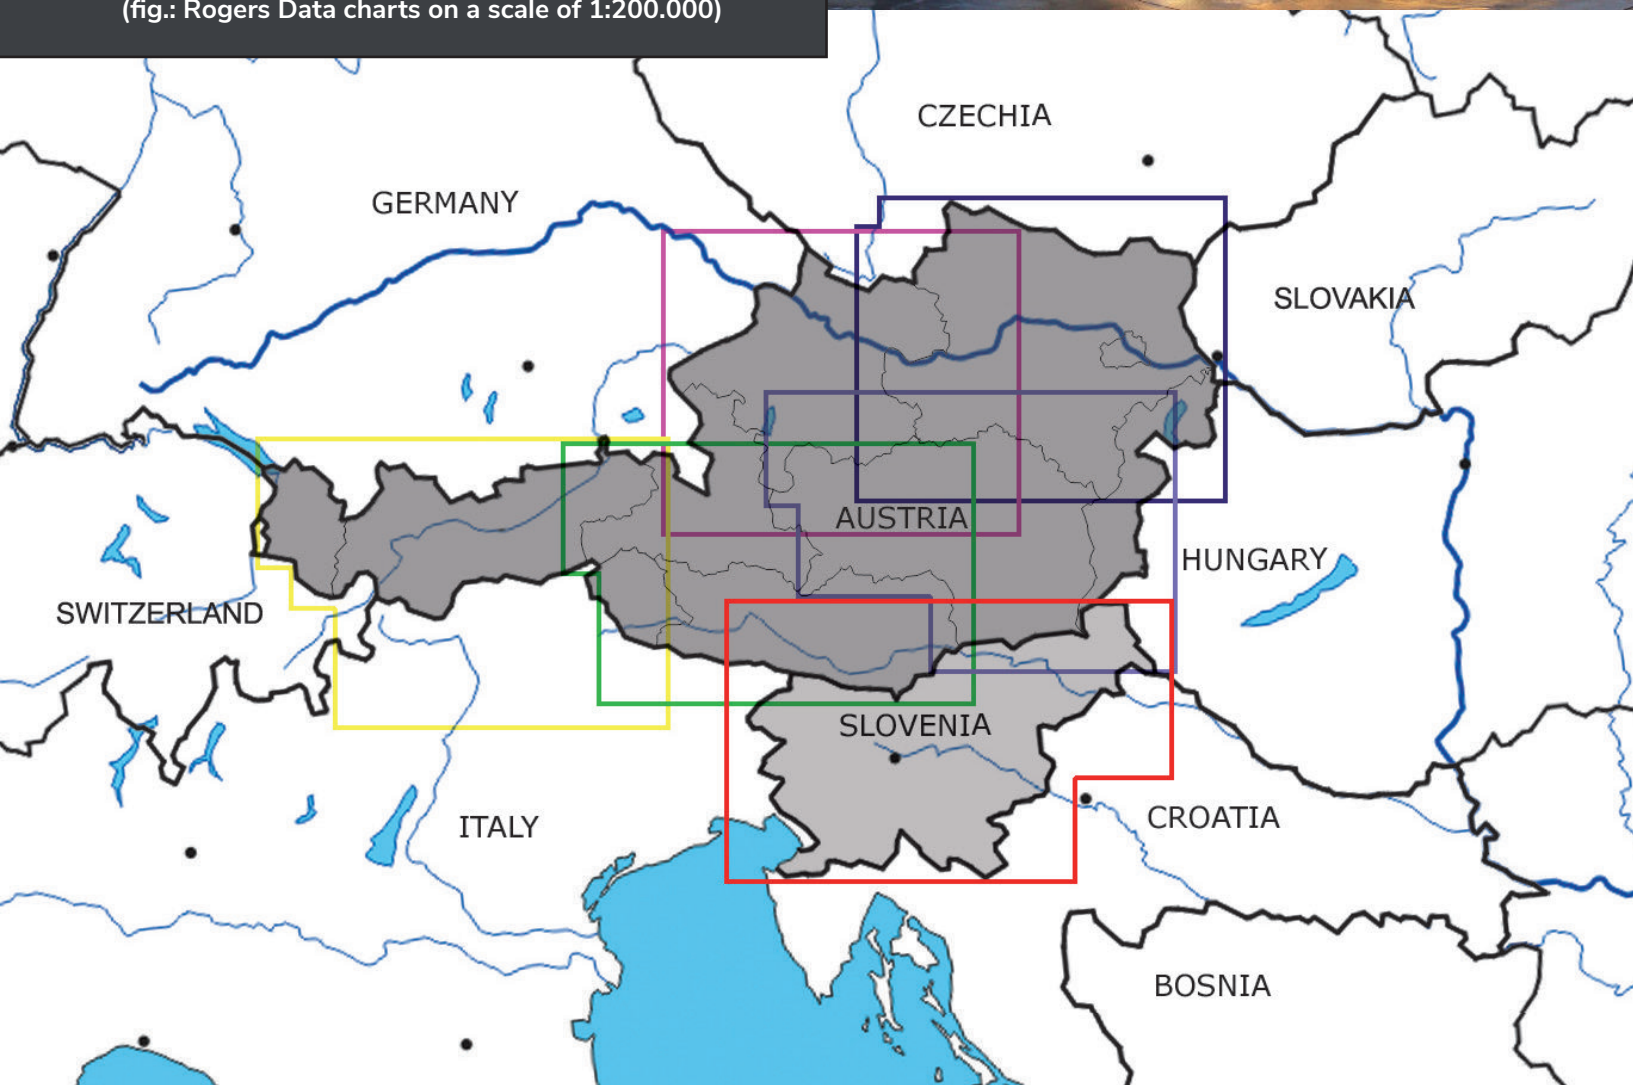 (fig.: Rogers Data charts on a scale of 1:200.000)
CZECHIA
GERMANY
SLOVAKIA
AUSTRIA
HUNGARY
SWITZERLAND
SLOVENIA
CROATIA
ITALY
BOSNIA